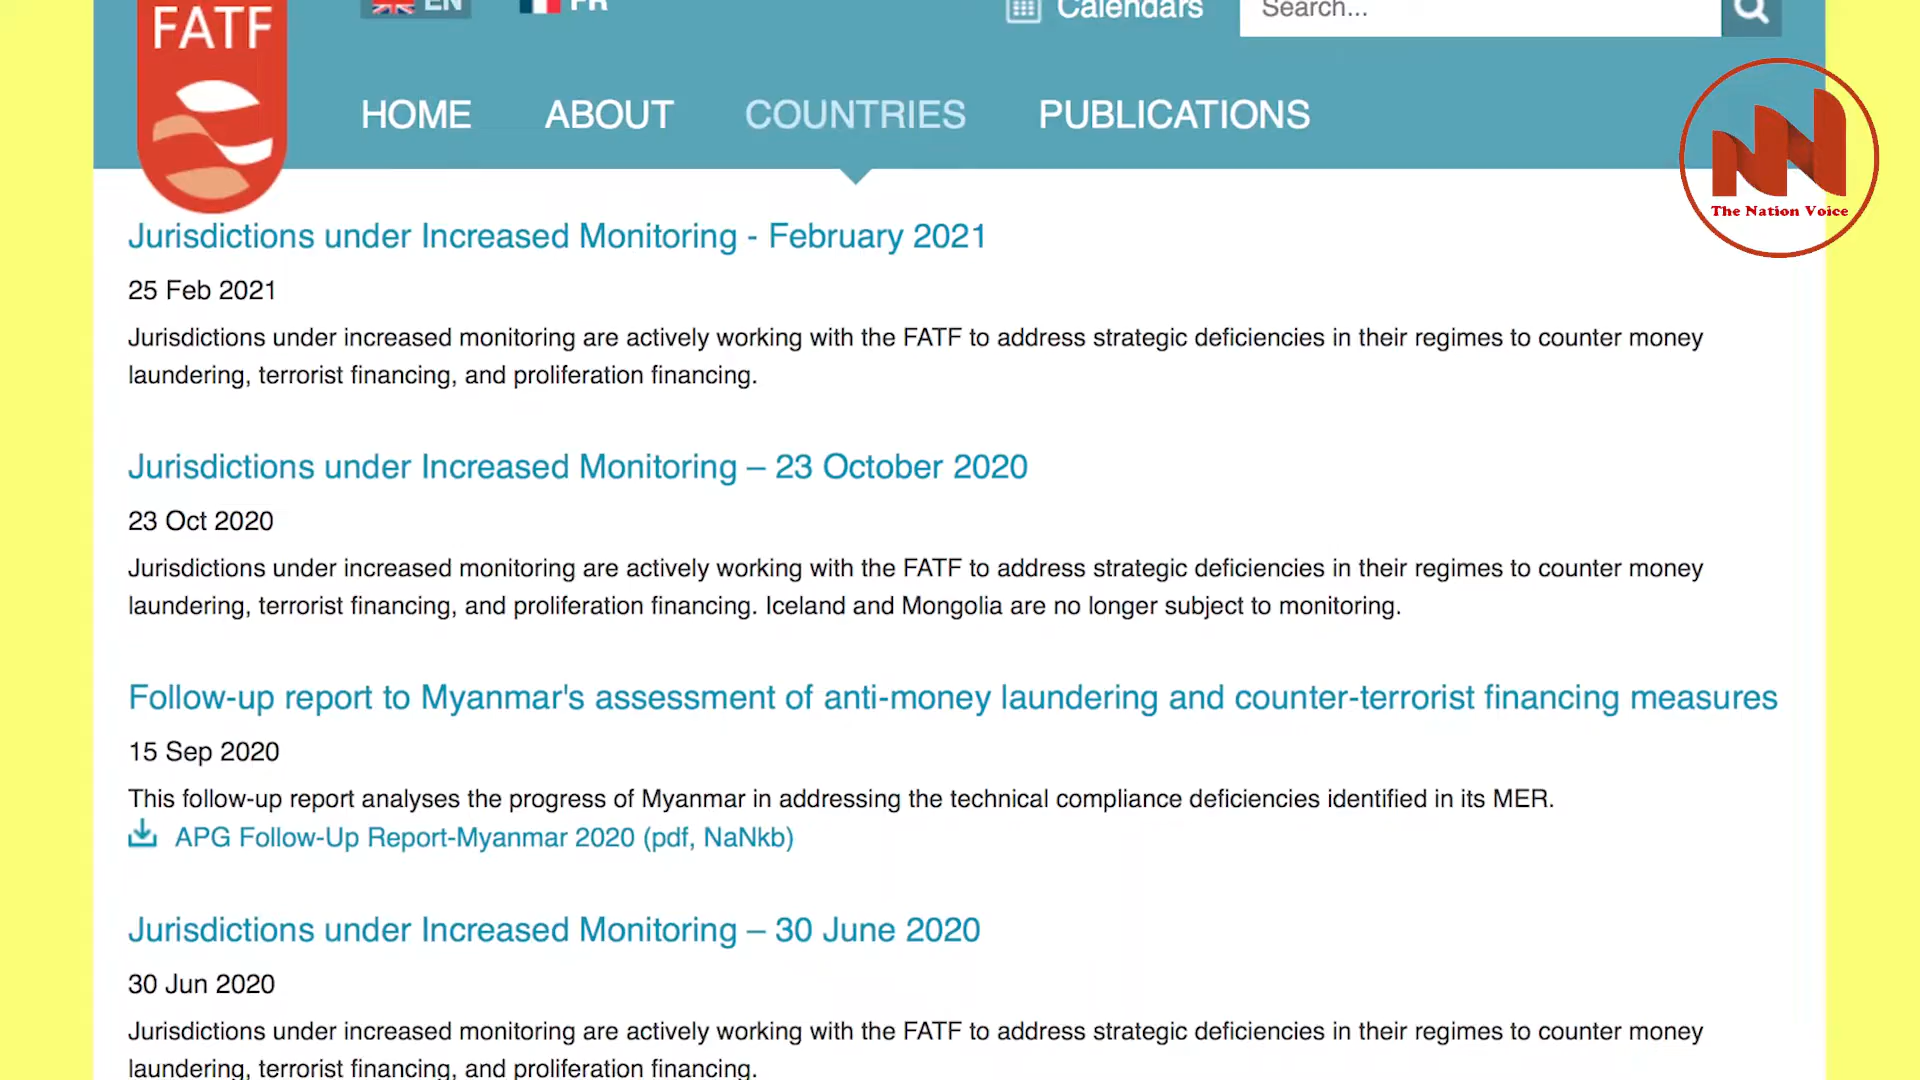 FATF
EN
FR
Calendars
Search...
HOME
ABOUT
COUNTRIES
PUBLICATIONS
The Nation Voice
Jurisdictions under Increased Monitoring - February 2021
25 Feb 2021
Jurisdictions under increased monitoring are actively working with the FATF to address strategic deficiencies in their regimes to counter money
laundering, terrorist financing, and proliferation financing.
Jurisdictions under Increased Monitoring – 23 October 2020
23 Oct 2020
Jurisdictions under increased monitoring are actively working with the FATF to address strategic deficiencies in their regimes to counter money
laundering, terrorist financing, and proliferation financing. Iceland and Mongolia are no longer subject to monitoring.
Follow-up report to Myanmar's assessment of anti-money laundering and counter-terrorist financing measures
15 Sep 2020
This follow-up report analyses the progress of Myanmar in addressing the technical compliance deficiencies identified in its MER.
APG Follow-Up Report-Myanmar 2020 (pdf, NaNkb)
Jurisdictions under Increased Monitoring – 30 June 2020
30 Jun 2020
Jurisdictions under increased monitoring are actively working with the FATF to address strategic deficiencies in their regimes to counter money
laundering, terrorist financing, and proliferation financing.